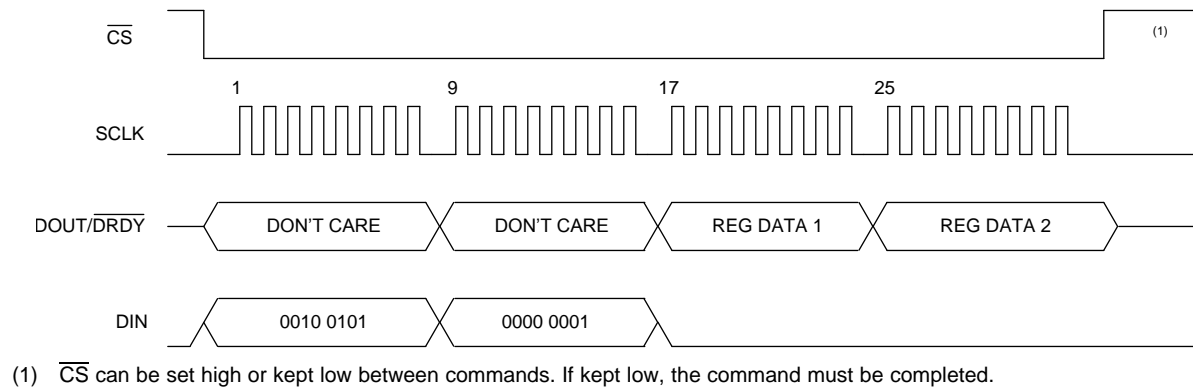 CS
(1)
1 9 17 25
SCLK
DOUT/DRDY DON'T CARE DON'T CARE REG DATA 1 REG DATA 2
DIN 0010 0101 0000 0001
(1) CS can be set high or kept low between commands. If kept low, the command must be completed.